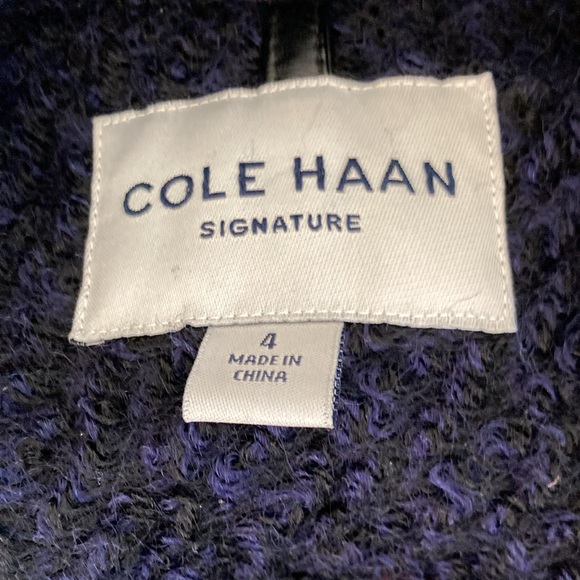 COLE HAAN
SIGNATURE
4
MADE IN
CHINA